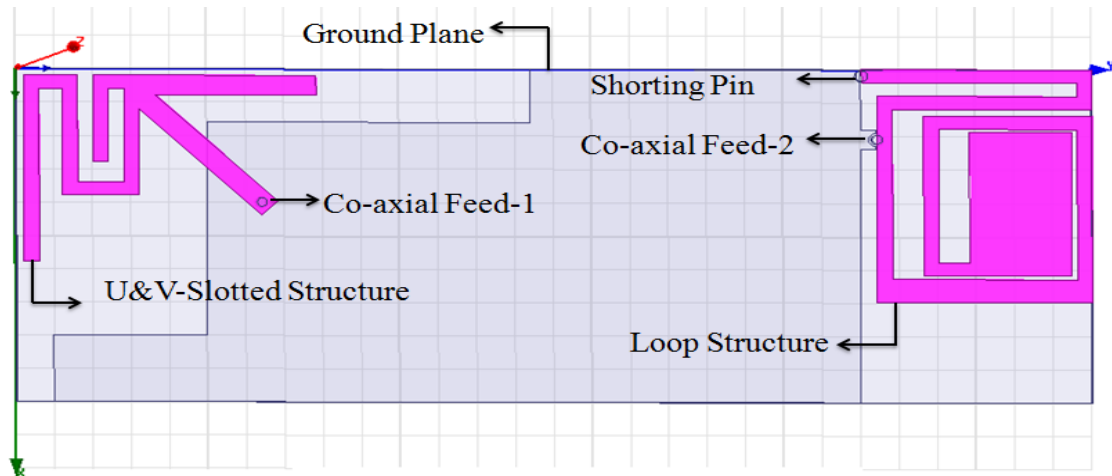 Ground Plane
Shorting Pin
Co-axial Feed-2
Co-axial Feed-1
U&V-Slotted Structure
Loop Structure